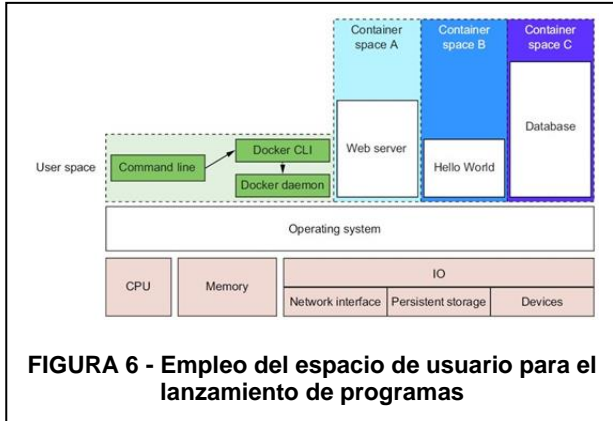 Container
space A
Container
space B
Container
space C
Database
Web server
Hello World
User space
Command line
Docker CLI
Docker daemon
Operating system
CPU
Memory
IO
Network interface
Persistent storage
Devices
FIGURA 6 - Empleo del espacio de usuario para el
lanzamiento de programas